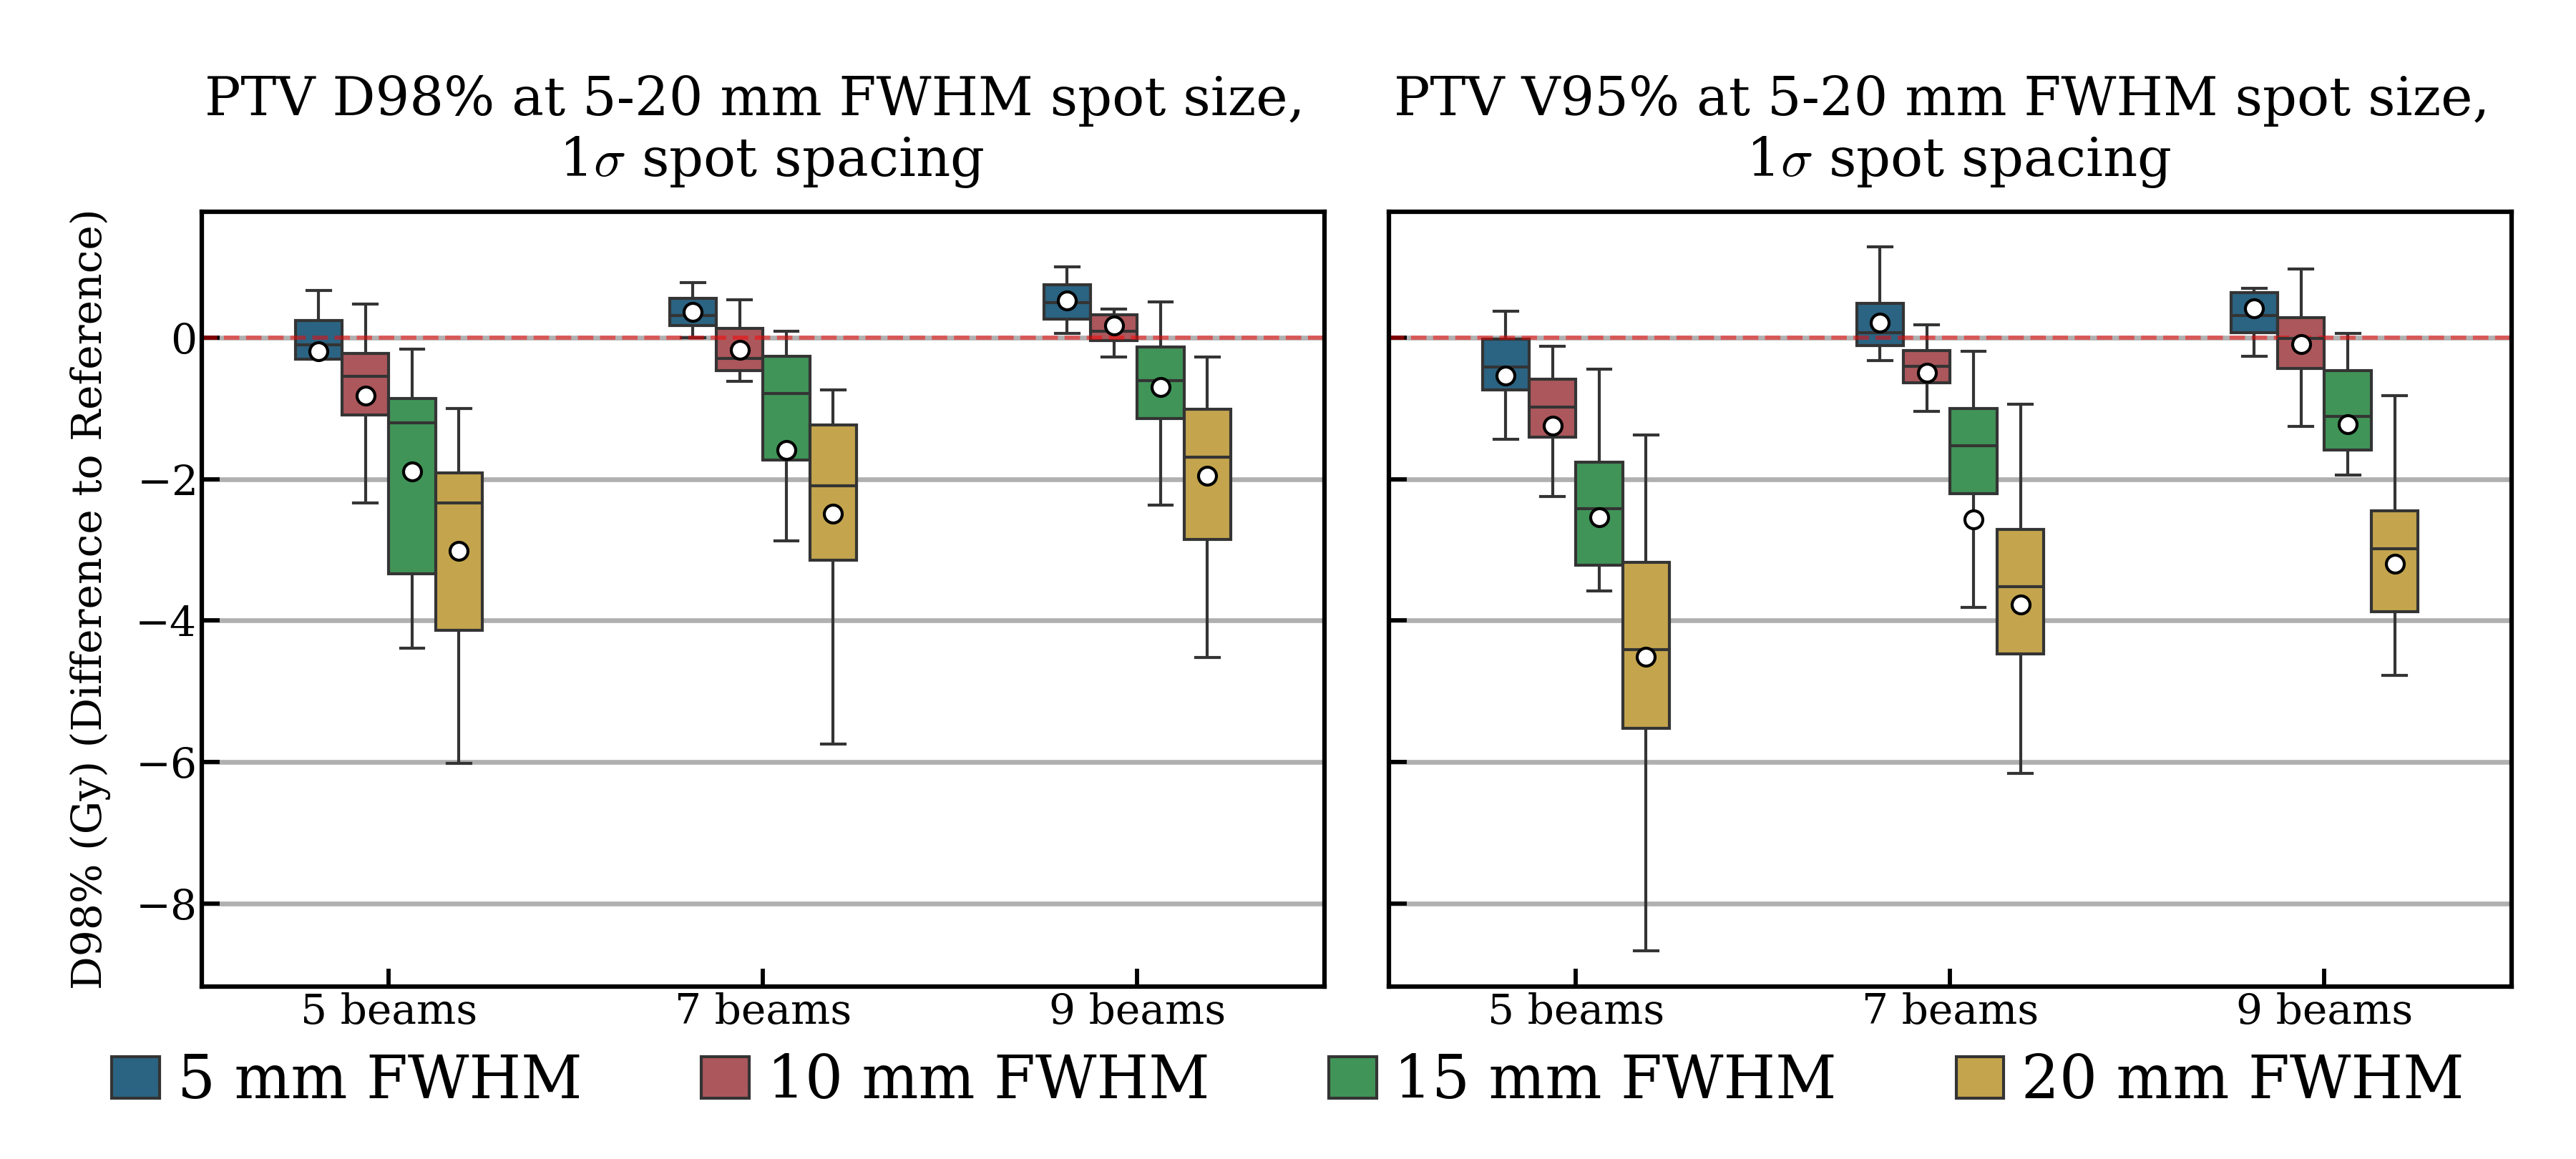 PTV D98% at 5-20 mm FWHM spot size,
1σ spot spacing
PTV V95% at 5-20 mm FWHM spot size,
1σ spot spacing
D98% (Gy) (Difference to Reference)
0
−2
−4
−6
−8
5 beams
7 beams
9 beams
5 beams
7 beams
9 beams
5 mm FWHM
10 mm FWHM
15 mm FWHM
20 mm FWHM